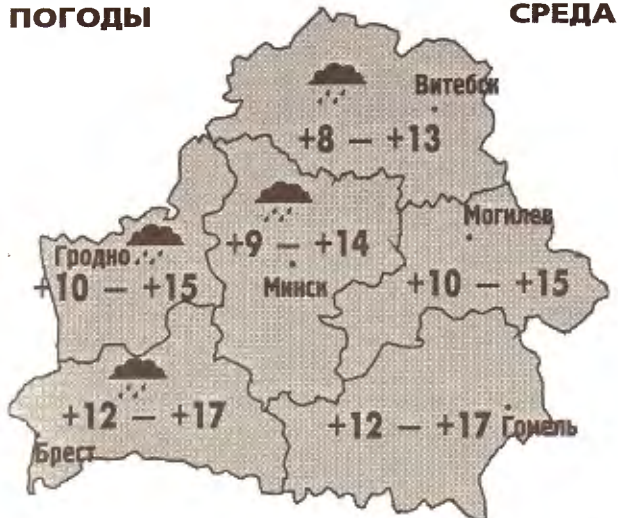 ПОГОДЫ
СРЕДА
Витебск
+8 — +13
Могилев
+9 — +14
Гродно
Минск
+10 — +15
+10 — +15
+12 — +17
+12 — +17
Гомель
Брест